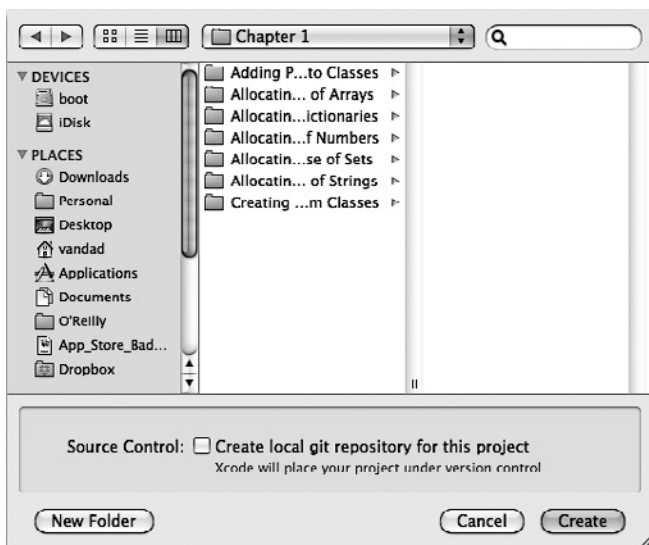 Chapter 1
DEVICES
boot
iDisk
PLACES
Downloads
Personal
Desktop
vandad
Applications
Documents
O'Reilly
App_Store_Bad...
Dropbox
Adding P...to Classes
Allocatin... of Arrays
Allocatin...ictionaries
Allocatin...f Numbers
Allocatin...se of Sets
Allocatin... of Strings
Creating ...m Classes
Source Control: Create local git repository for this project
Xcode will place your project under version control
New Folder
Cancel
Create